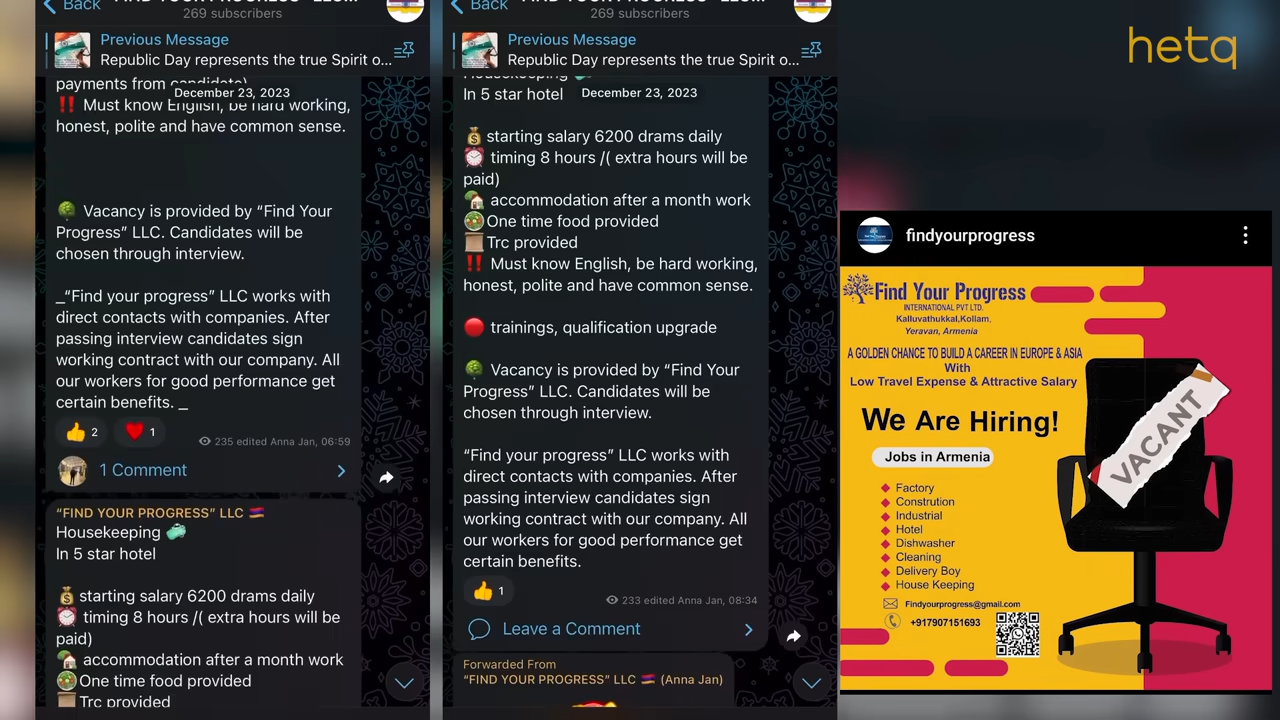 Back
269 subscribers
Previous Message
Republic Day represents the true Spirit o...
payments from candidate)
December 23, 2023
‼️ Must know English, be hard working,
honest, polite and have common sense.
🌳 Vacancy is provided by “Find Your
Progress” LLC. Candidates will be
chosen through interview.
_“Find your progress” LLC works with
direct contacts with companies. After
passing interview candidates sign
working contract with our company. All
our workers for good performance get
certain benefits. _
👍 2 ❤️ 1
235 edited Anna Jan, 06:59
1 Comment
“FIND YOUR PROGRESS” LLC 🇦🇲
Housekeeping 🧼
In 5 star hotel
💰starting salary 6200 drams daily
⏰ timing 8 hours /( extra hours will be
paid)
🏡 accommodation after a month work
🥗One time food provided
📜Trc provided
Back
FIND YOUR PROGRESS" LLC...
269 subscribers
Previous Message
Republic Day represents the true Spirit o...
Housekeeping
In 5 star hotel
December 23, 2023
💰starting salary 6200 drams daily
⏰ timing 8 hours /( extra hours will be
paid)
🏡 accommodation after a month work
🥗One time food provided
📜Trc provided
‼️ Must know English, be hard working,
honest, polite and have common sense.
🔴 trainings, qualification upgrade
🌳 Vacancy is provided by “Find Your
Progress” LLC. Candidates will be
chosen through interview.
“Find your progress” LLC works with
direct contacts with companies. After
passing interview candidates sign
working contract with our company. All
our workers for good performance get
certain benefits.
👍 1
233 edited Anna Jan, 08:34
Leave a Comment
Forwarded From
“FIND YOUR PROGRESS” LLC 🇦🇲 (Anna Jan)
hetq
findyourprogress
Find Your Progress
INTERNATIONAL PVT LTD.
Kalluvathukkal,Kollam,
Yeravan, Armenia
A GOLDEN CHANCE TO BUILD A CAREER IN EUROPE & ASIA
With
Low Travel Expense & Attractive Salary
We Are Hiring!
VACANT
Jobs in Armenia
Factory
Constrution
Industrial
Hotel
Dishwasher
Cleaning
Delivery Boy
House Keeping
Findyourprogress@gmail.com
+917907151693